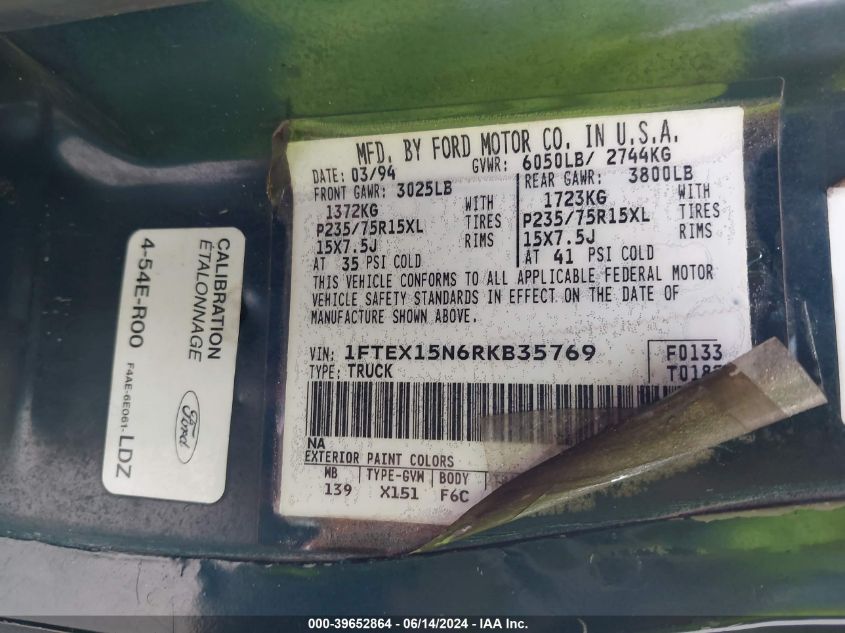 MFD. BY FORD MOTOR CO. IN U.S.A.
DATE: 03/94 GVWR: 6050LB/ 2744KG
FRONT GAWR: 3025LB REAR GAWR: 3800LB
1372KG WITH 1723KG WITH
P235/75R15XL TIRES P235/75R15XL TIRES
15X7.5J RIMS 15X7.5J RIMS
AT 35 PSI COLD AT 41 PSI COLD
THIS VEHICLE CONFORMS TO ALL APPLICABLE FEDERAL MOTOR
VEHICLE SAFETY STANDARDS IN EFFECT ON THE DATE OF
MANUFACTURE SHOWN ABOVE.
VIN: 1FTEX15N6RKB35769 F0133
TYPE: TRUCK
NA
EXTERIOR PAINT COLORS
WB TYPE-GVW BODY
139 X151 F6C
CALIBRATION
ÉTALONNAGE
4-54E-R00
Ford
F4AE-6E061-LDZ
000-39652864 - 06/14/2024 - IAA Inc.